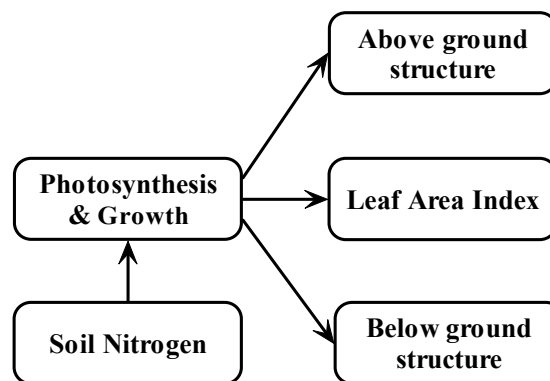 Above ground
structure
Photosynthesis
& Growth
Leaf Area Index
Soil Nitrogen
Below ground
structure